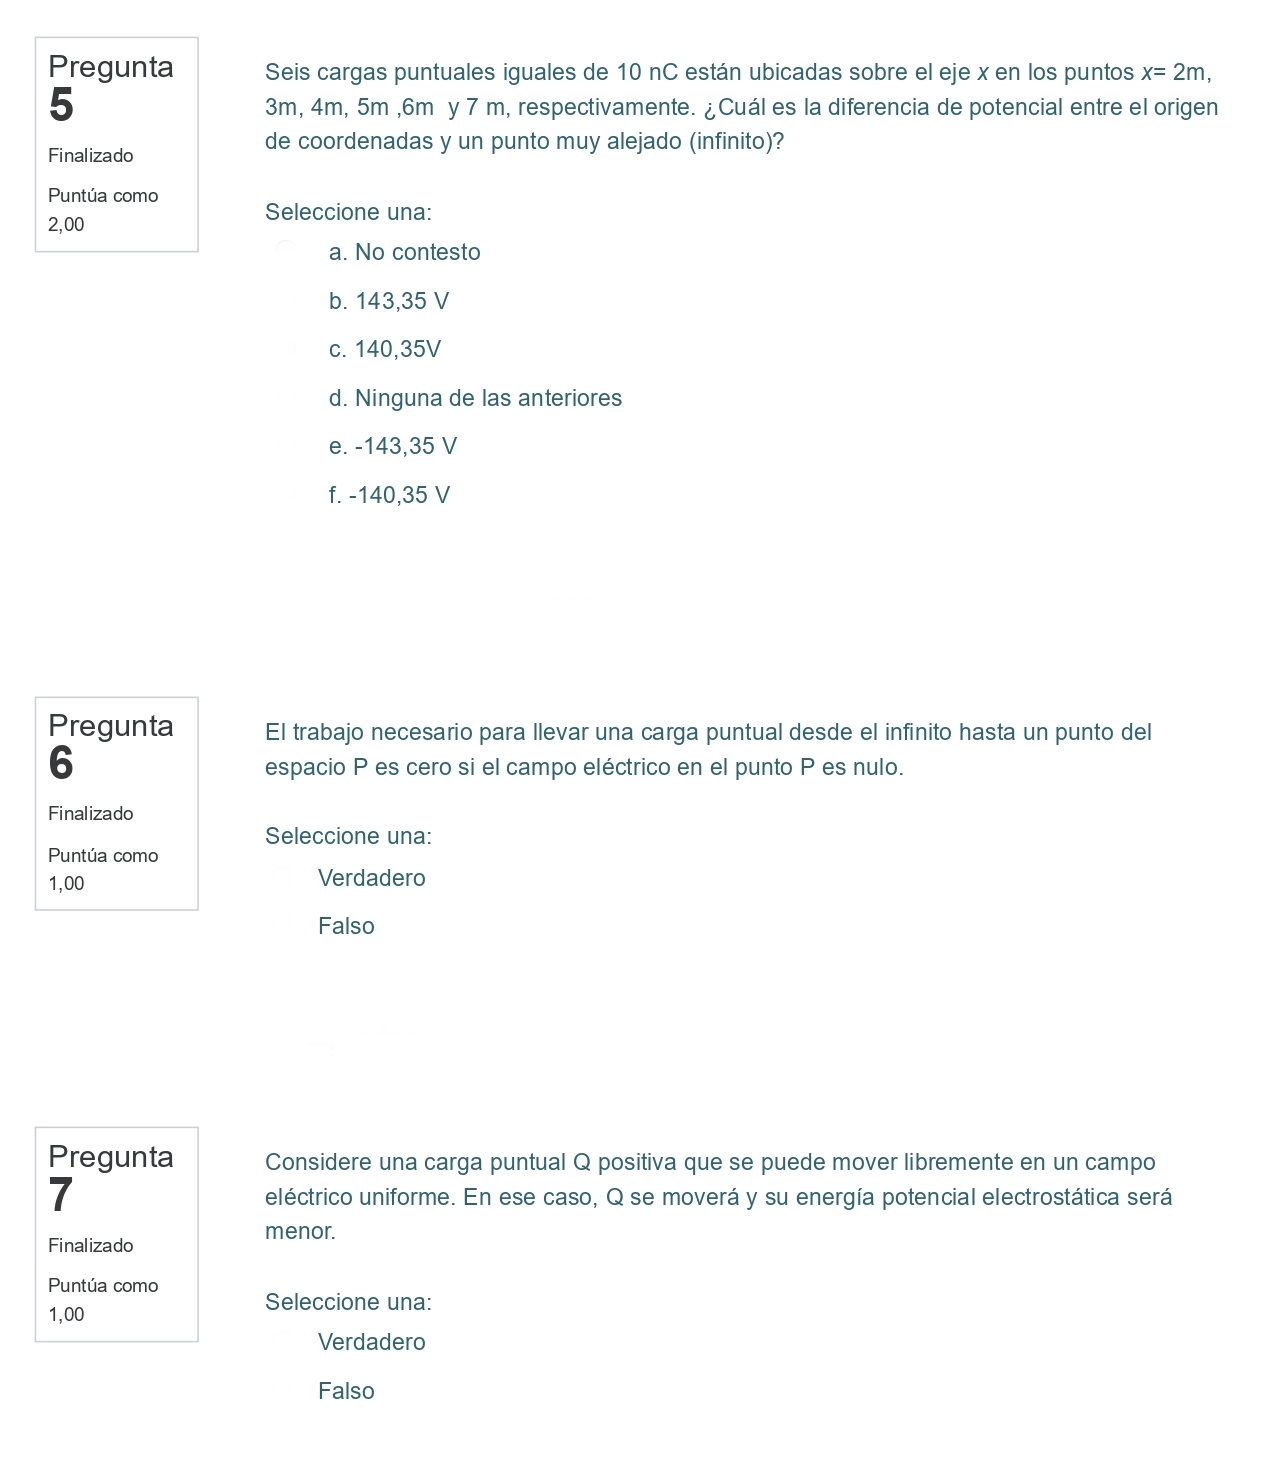 Pregunta
5
Finalizado
Puntúa como
2,00
Seis cargas puntuales iguales de 10 nC están ubicadas sobre el eje x en los puntos x= 2m,
3m, 4m, 5m ,6m  y 7 m, respectivamente. ¿Cuál es la diferencia de potencial entre el origen
de coordenadas y un punto muy alejado (infinito)?
Seleccione una:
a. No contesto
b. 143,35 V
c. 140,35V
d. Ninguna de las anteriores
e. -143,35 V
f. -140,35 V
Pregunta
6
Finalizado
Puntúa como
1,00
El trabajo necesario para llevar una carga puntual desde el infinito hasta un punto del
espacio P es cero si el campo eléctrico en el punto P es nulo.
Seleccione una:
Verdadero
Falso
Pregunta
7
Finalizado
Puntúa como
1,00
Considere una carga puntual Q positiva que se puede mover libremente en un campo
eléctrico uniforme. En ese caso, Q se moverá y su energía potencial electrostática será
menor.
Seleccione una:
Verdadero
Falso